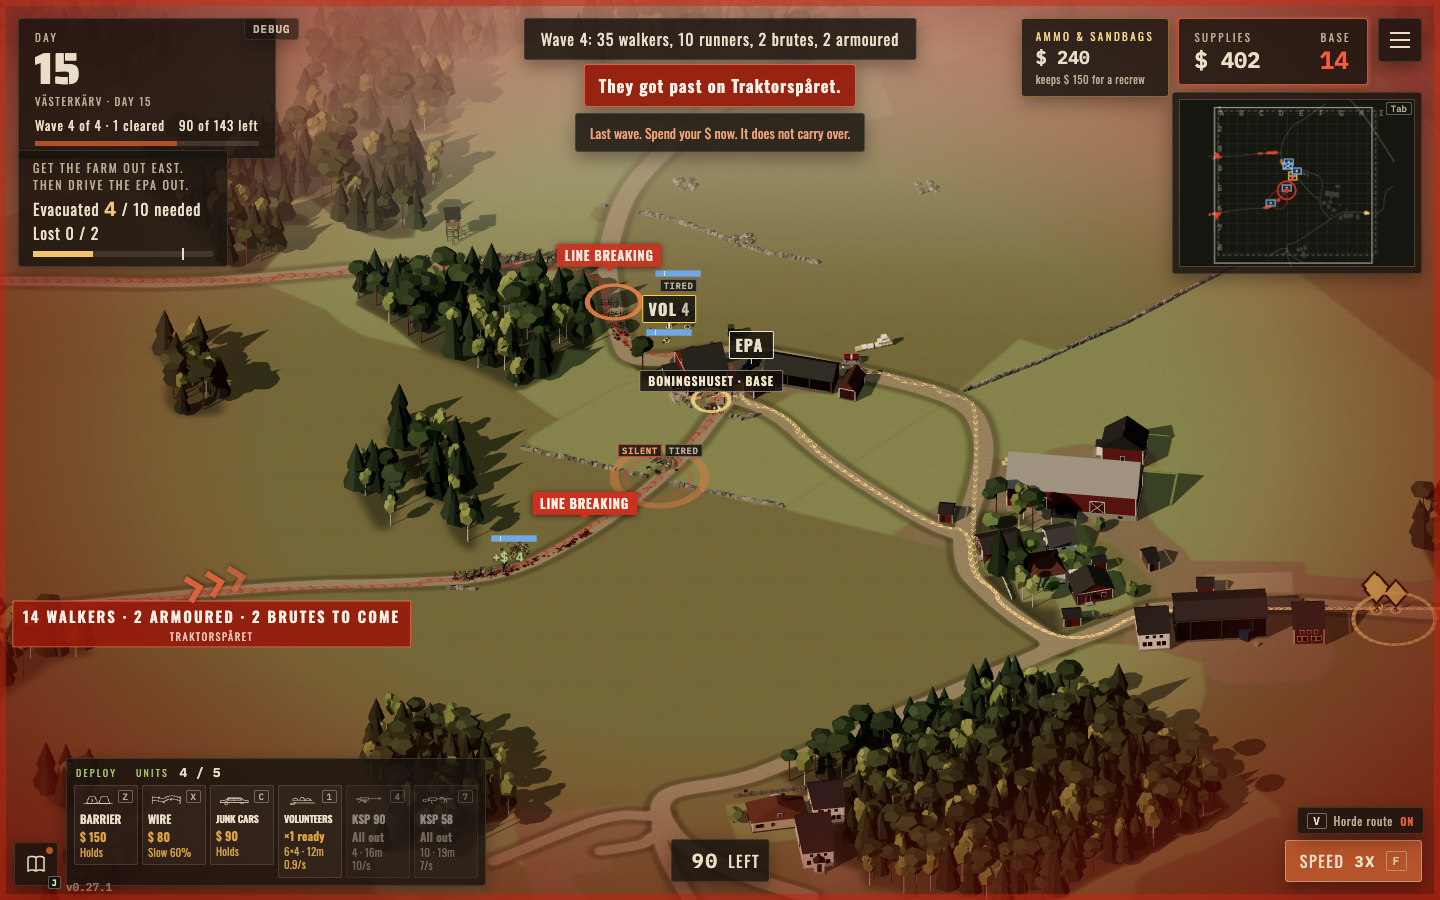 DEBUG
DAY
15
VÄSTERKÄRV · DAY 15
Wave 4 of 4 · 1 cleared 90 of 143 left
GET THE FARM OUT EAST.
THEN DRIVE THE EPA OUT.
Evacuated 4 / 10 needed
Lost 0 / 2
Wave 4: 35 walkers, 10 runners, 2 brutes, 2 armoured
They got past on Traktorspåret.
Last wave. Spend your $ now. It does not carry over.
AMMO & SANDBAGS
$ 240
keeps $ 150 for a recrew
SUPPLIES BASE
$ 402 14
Tab
LINE BREAKING
TIRED
VOL 4
EPA
BONINGSHUSET · BASE
SILENT TIRED
LINE BREAKING
+$ 4
14 WALKERS · 2 ARMOURED · 2 BRUTES TO COME
TRAKTORSPÅRET
DEPLOY UNITS 4 / 5
Z X C 1 4 7
BARRIER WIRE JUNK CARS VOLUNTEERS KSP 90 KSP 58
$ 150 $ 80 $ 90 ×1 ready All out All out
Holds Slow 60% Holds 6×4 · 12m 4 · 16m 10 · 19m
0.9/s 10/s 7/s
J
v0.27.1
90 LEFT
V Horde route ON
SPEED 3X F